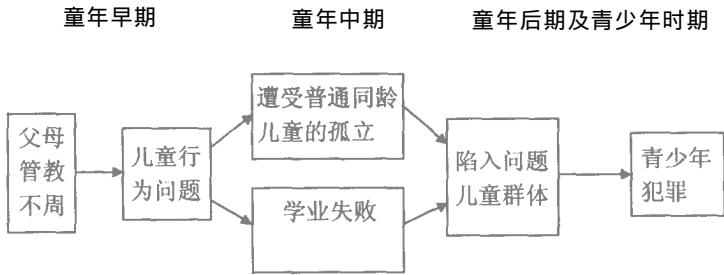 童年早期
童年中期
童年后期及青少年时期
父母
管教
不周
儿童行
为问题
遭受普通同龄
儿童的孤立
学业失败
陷入问题
儿童群体
青少年
犯罪